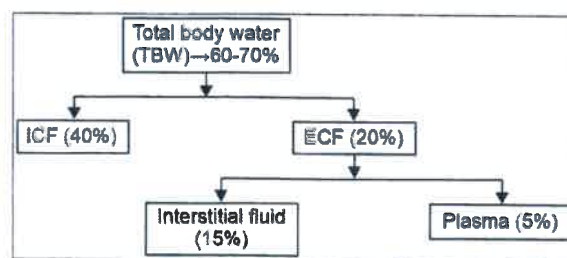 Total body water
(TBW)→60-70%
ICF (40%)
ECF (20%)
Interstitial fluid
(15%)
Plasma (5%)